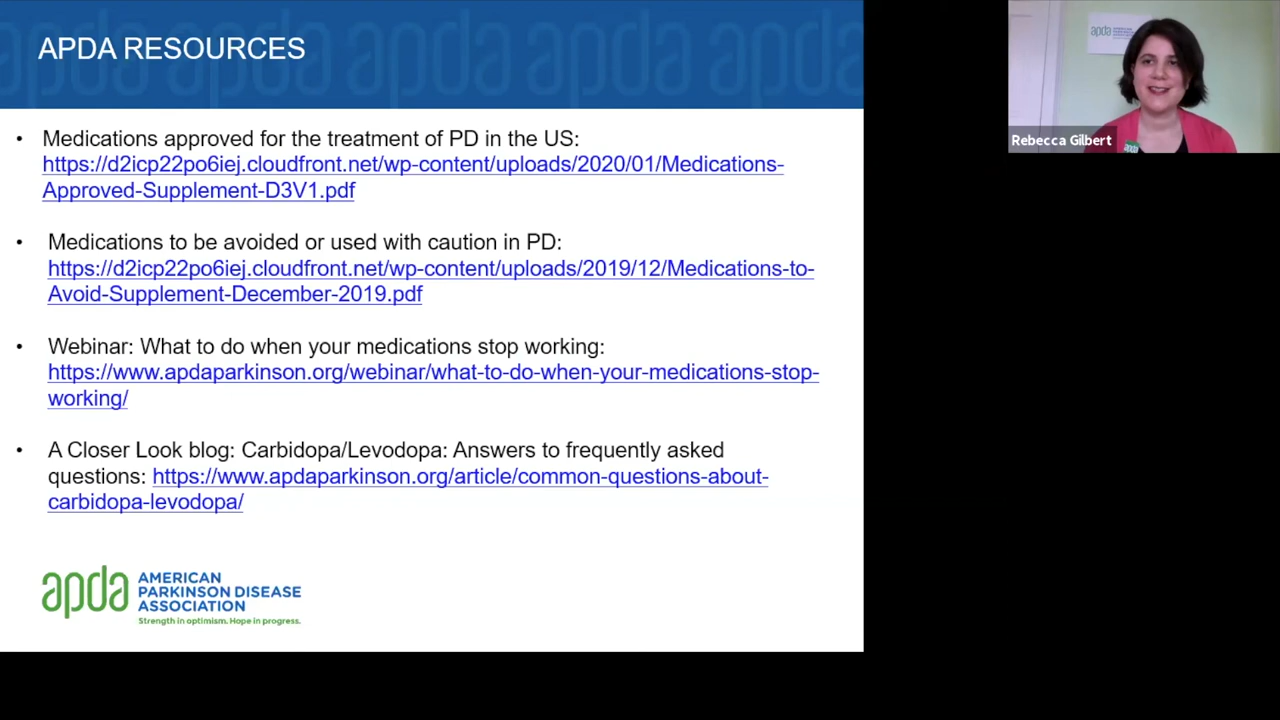 APDA RESOURCES
• Medications approved for the treatment of PD in the US:
https://d2icp22po6iej.cloudfront.net/wp-content/uploads/2020/01/Medications-
Approved-Supplement-D3V1.pdf
• Medications to be avoided or used with caution in PD:
https://d2icp22po6iej.cloudfront.net/wp-content/uploads/2019/12/Medications-to-
Avoid-Supplement-December-2019.pdf
• Webinar: What to do when your medications stop working:
https://www.apdaparkinson.org/webinar/what-to-do-when-your-medications-stop-
working/
• A Closer Look blog: Carbidopa/Levodopa: Answers to frequently asked
questions: https://www.apdaparkinson.org/article/common-questions-about-
carbidopa-levodopa/
apda AMERICAN
PARKINSON DISEASE
ASSOCIATION
Strength in optimism. Hope in progress.
apda
Rebecca Gilbert
apda